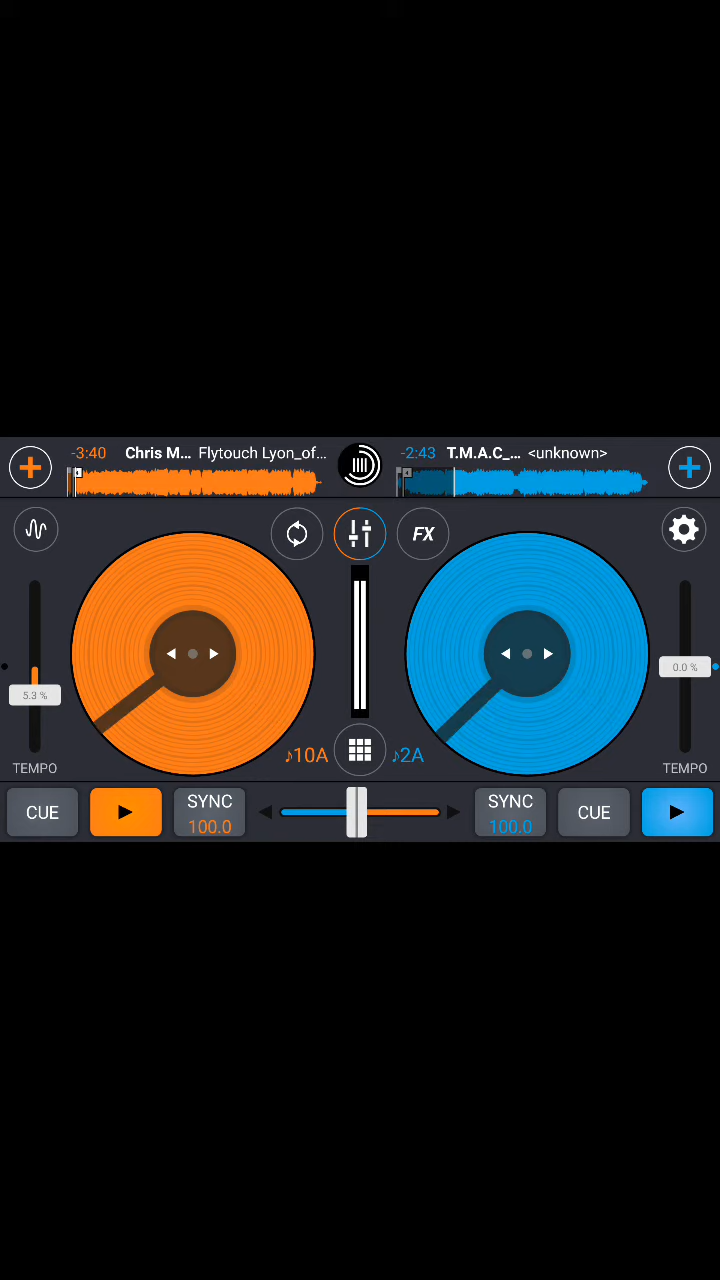 -3:40 Chris M... Flytouch Lyon_of...
-2:43 T.M.A.C_... <unknown>
FX
5.3 %
0.0 %
TEMPO
♪10A
♪2A
TEMPO
CUE
SYNC
100.0
SYNC
100.0
CUE